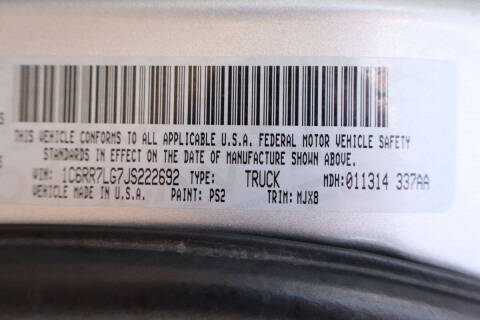 THIS VEHICLE CONFORMS TO ALL APPLICABLE U.S.A. FEDERAL MOTOR VEHICLE SAFETY
STANDARDS IN EFFECT ON THE DATE OF MANUFACTURE SHOWN ABOVE.
VIN: 1C6RR7LG7JS222692 TYPE: TRUCK MDH: 011314 337AA
VEHICLE MADE IN U.S.A. PAINT: PS2 TRIM: MJX8